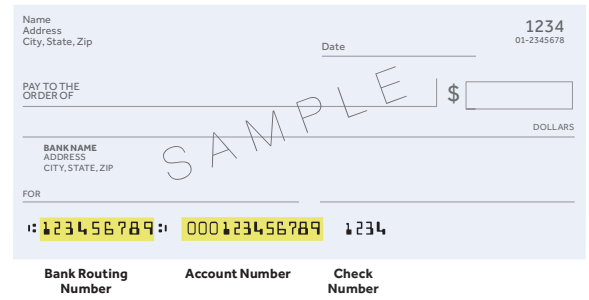 Name
Address
City, State, Zip
1234
01-2345678
Date
PAY TO THE
ORDER OF
$
DOLLARS
SAMPLE
BANK NAME
ADDRESS
CITY, STATE, ZIP
FOR
⑆123456789⑆ 000123456789 1234
Bank Routing
Number
Account Number
Check
Number